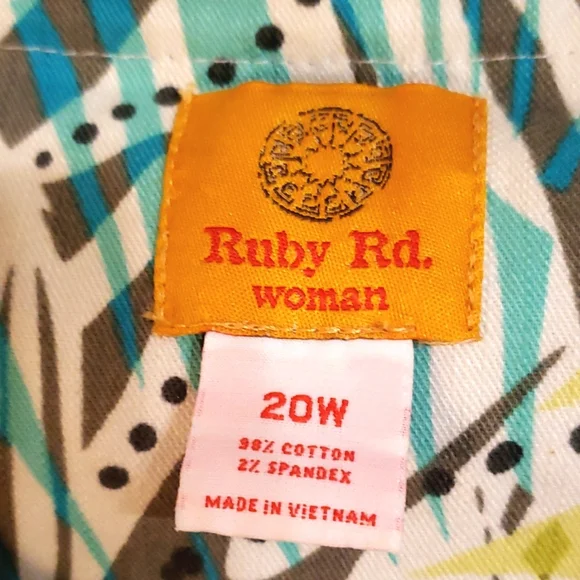 Ruby Rd.
woman
20W
98% COTTON
2% SPANDEX
MADE IN VIETNAM